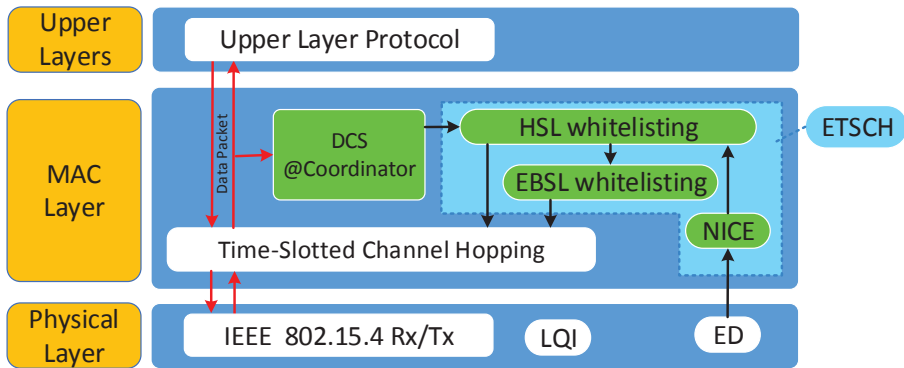 Upper
Layers
Upper Layer Protocol
MAC
Layer
Data Packet
DCS
@Coordinator
HSL whitelisting
EBSL whitelisting
NICE
ETSCH
Time-Slotted Channel Hopping
Physical
Layer
IEEE 802.15.4 Rx/Tx
LQI
ED